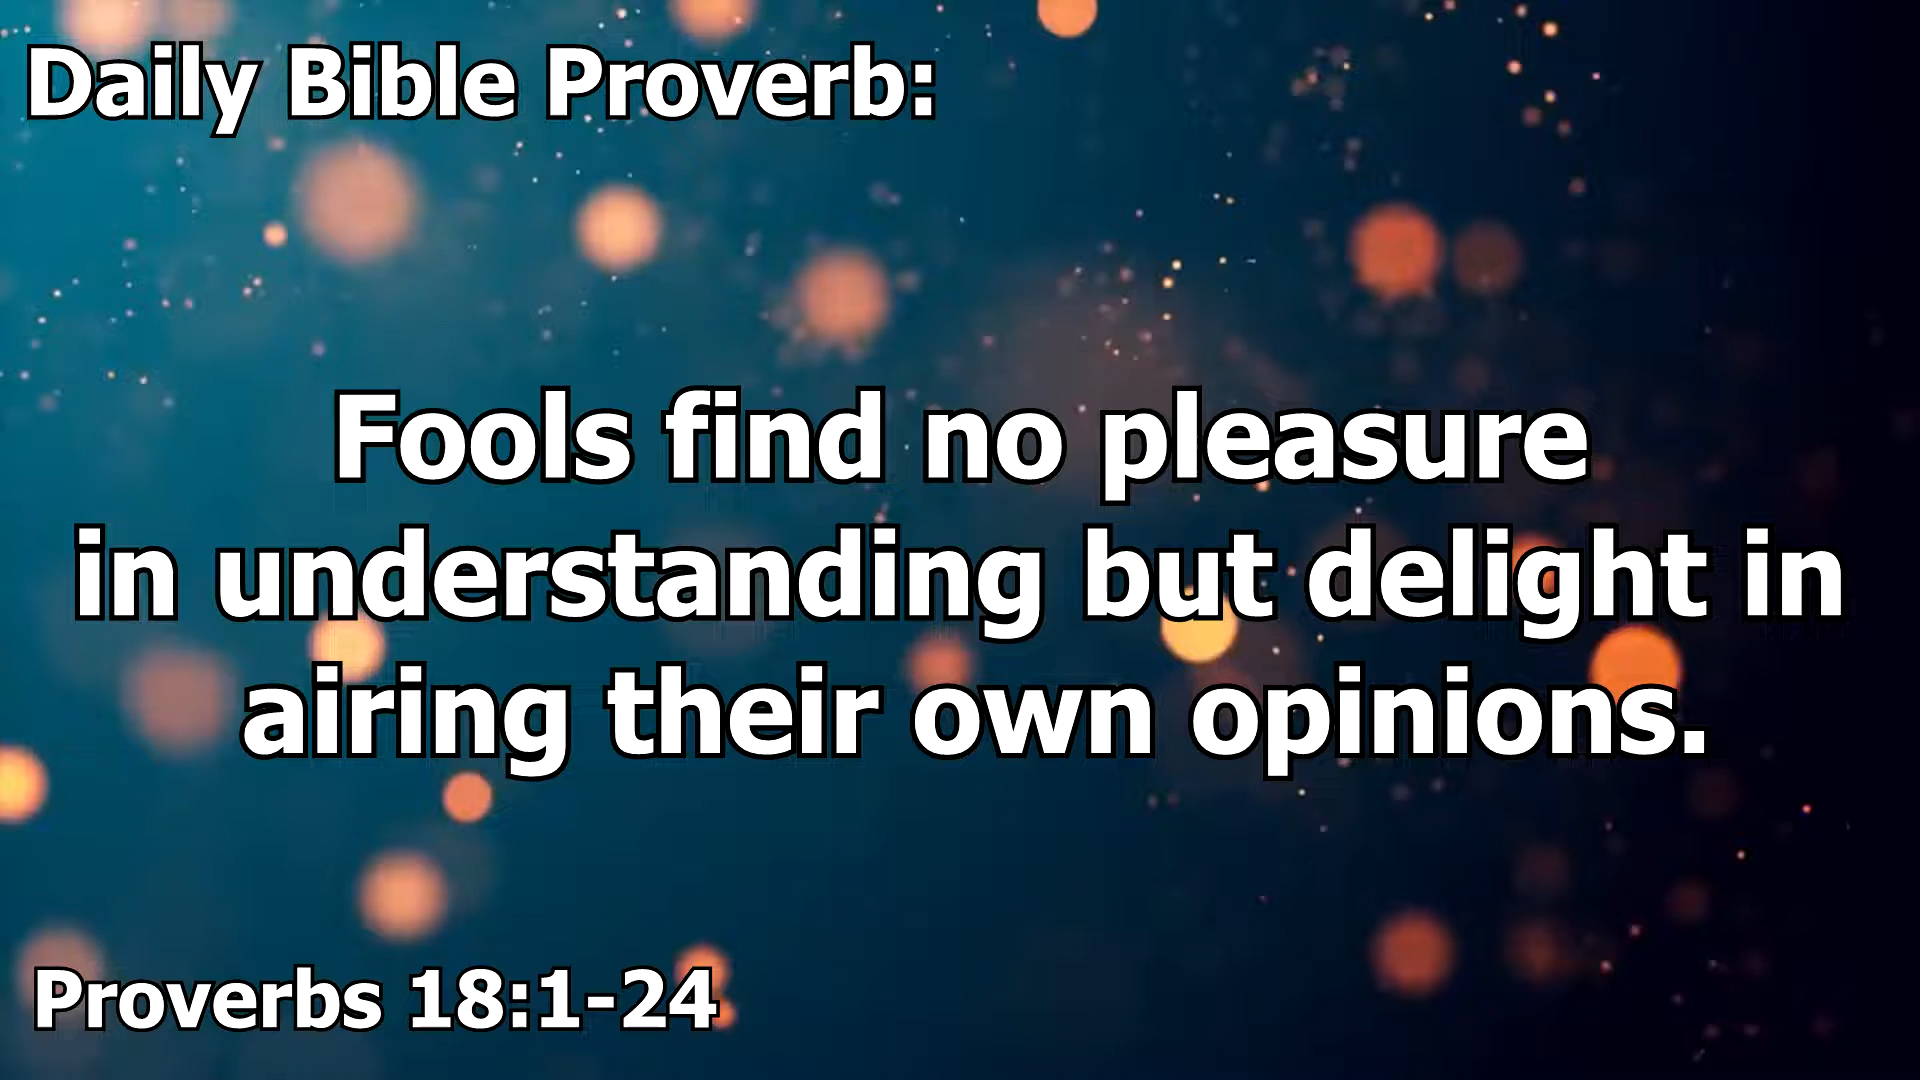 Daily Bible Proverb:
Fools find no pleasure
in understanding but delight in
airing their own opinions.
Proverbs 18:1-24